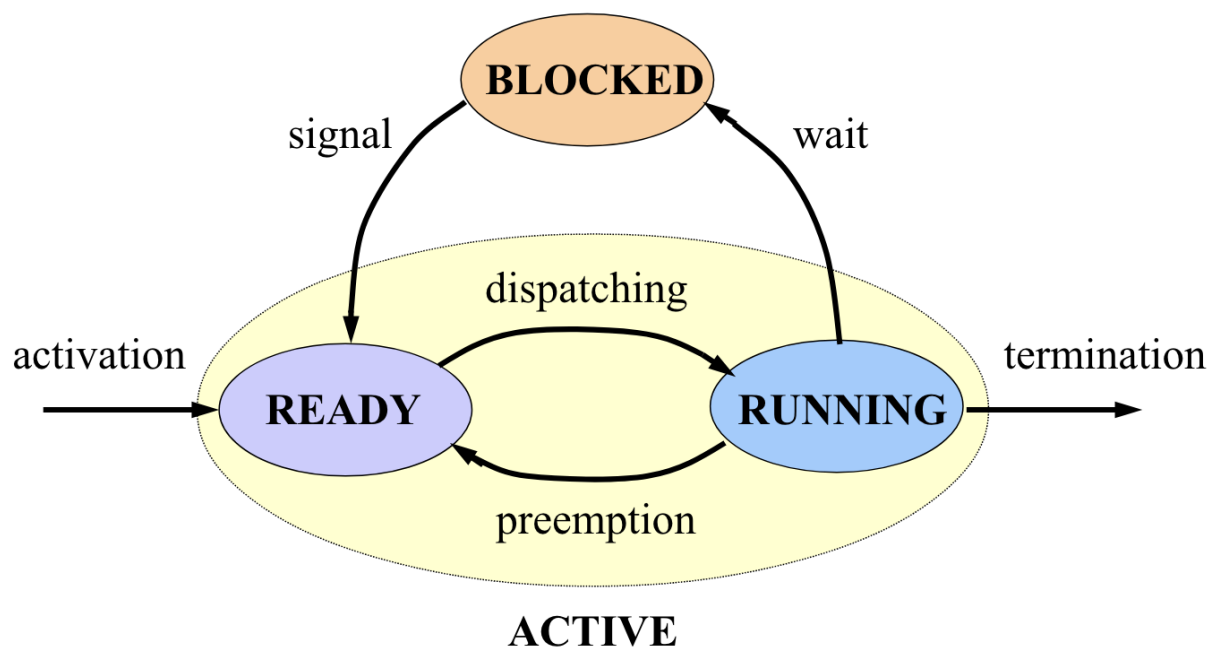 BLOCKED
signal
wait
dispatching
activation
termination
READY
RUNNING
preemption
ACTIVE